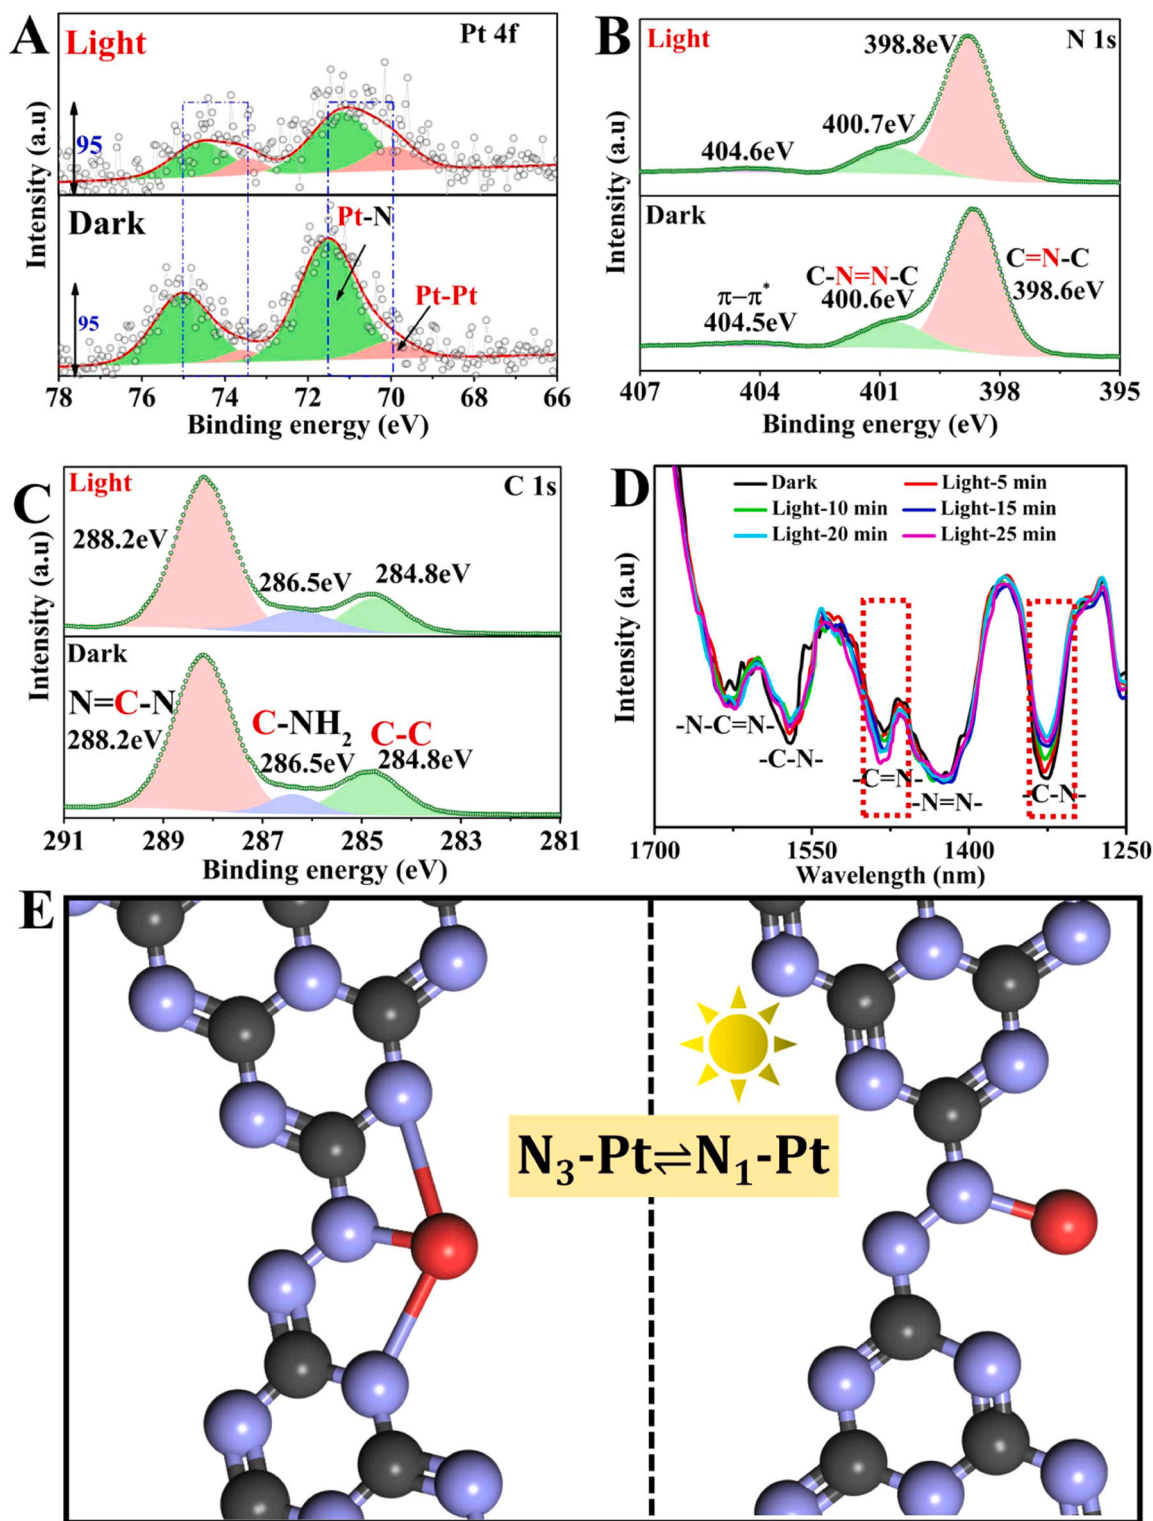 A
Light
Pt 4f
95
Dark
Pt-N
Pt-Pt
95
Intensity (a.u)
78 76 74 72 70 68 66
Binding energy (eV)
B
Light
398.8eV
N 1s
400.7eV
404.6eV
Dark
C-N=N-C
400.6eV
C=N-C
398.6eV
π–π*
404.5eV
Intensity (a.u)
407 404 401 398 395
Binding energy (eV)
C
Light
C 1s
288.2eV
286.5eV
284.8eV
Dark
N=C-N
288.2eV
C-NH₂
286.5eV
C-C
284.8eV
Intensity (a.u)
291 289 287 285 283 281
Binding energy (eV)
D
Dark
Light-5 min
Light-10 min
Light-15 min
Light-20 min
Light-25 min
-N-C=N-
-C-N-
-C=N-
-N=N-
-C-N-
Intensity (a.u)
1700 1550 1400 1250
Wavelength (nm)
E
N₃-Pt⇌N₁-Pt